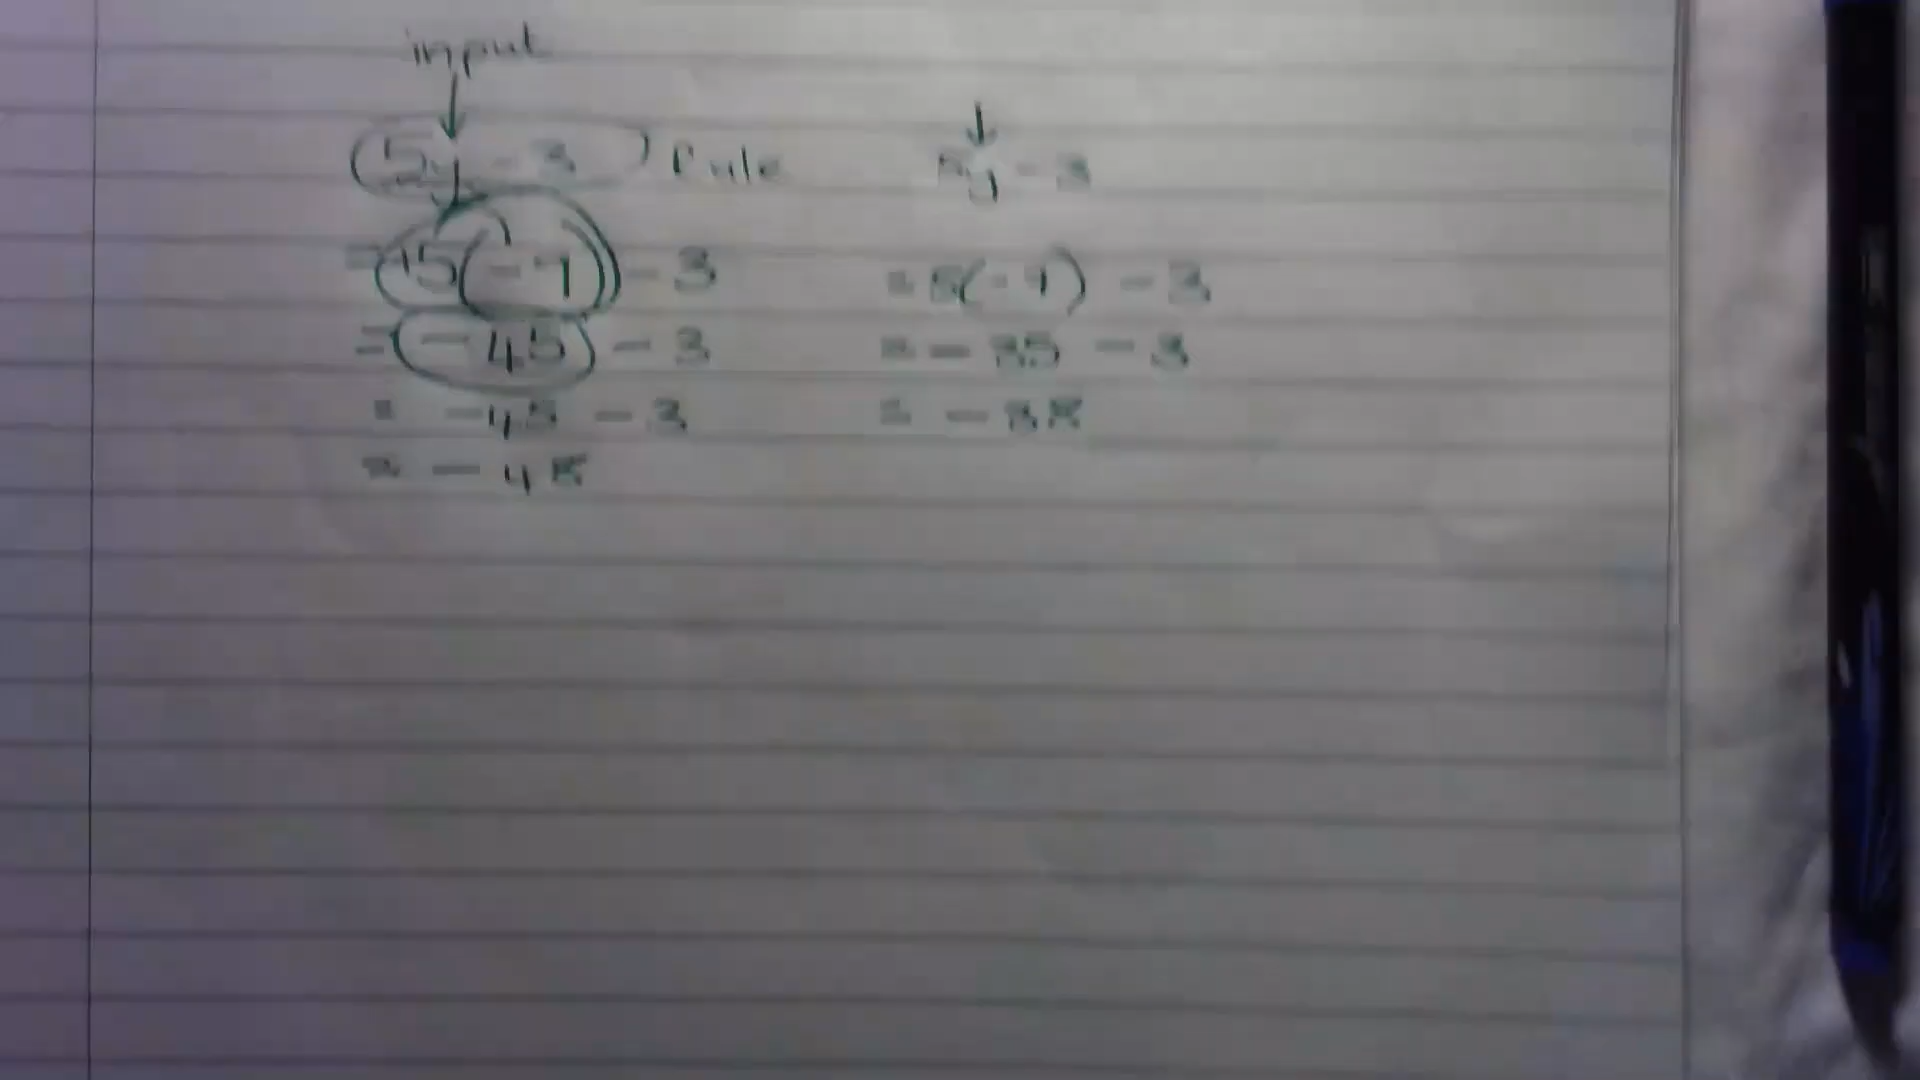 input
5y - 3 Rule
= +5(-9) - 3
= -45 - 3
= -45 - 3
= -48
5y - 3
= 5(-7) - 3
= -35 - 3
= -38